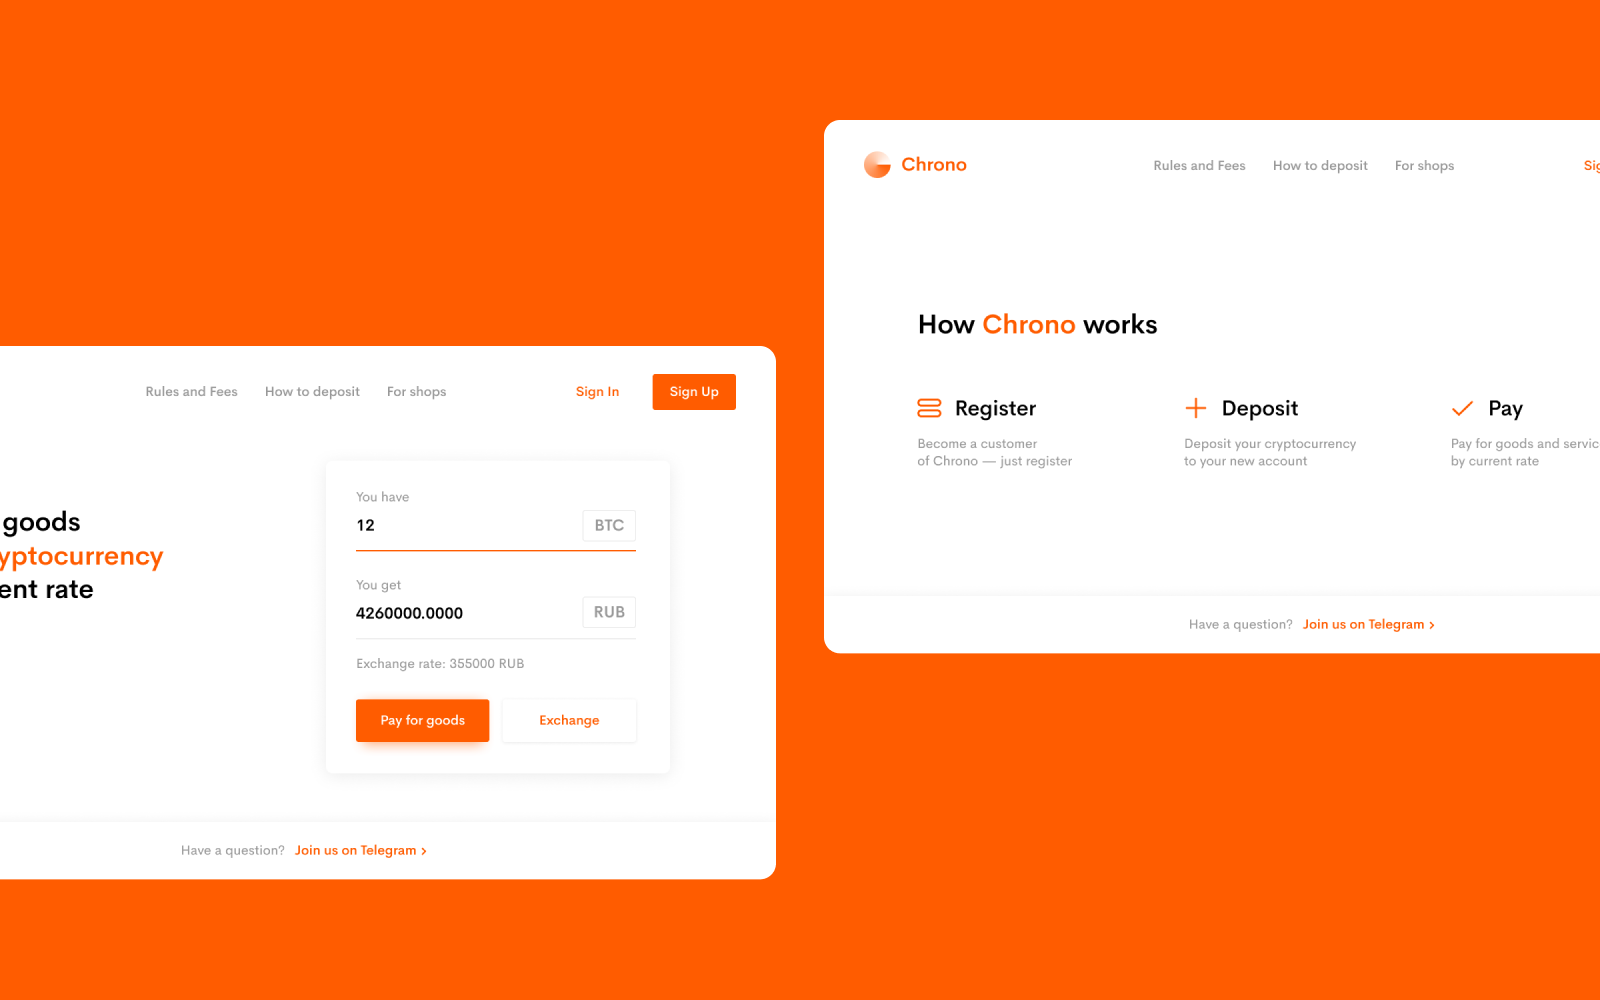 Rules and Fees How to deposit For shops Sign In Sign Up
goods
yptocurrency
ent rate
You have
12 BTC
You get
4260000.0000 RUB
Exchange rate: 355000 RUB
Pay for goods Exchange
Have a question? Join us on Telegram >
Chrono Rules and Fees How to deposit For shops Sig
How Chrono works
Register
Become a customer
of Chrono — just register
Deposit
Deposit your cryptocurrency
to your new account
Pay
Pay for goods and servic
by current rate
Have a question? Join us on Telegram >